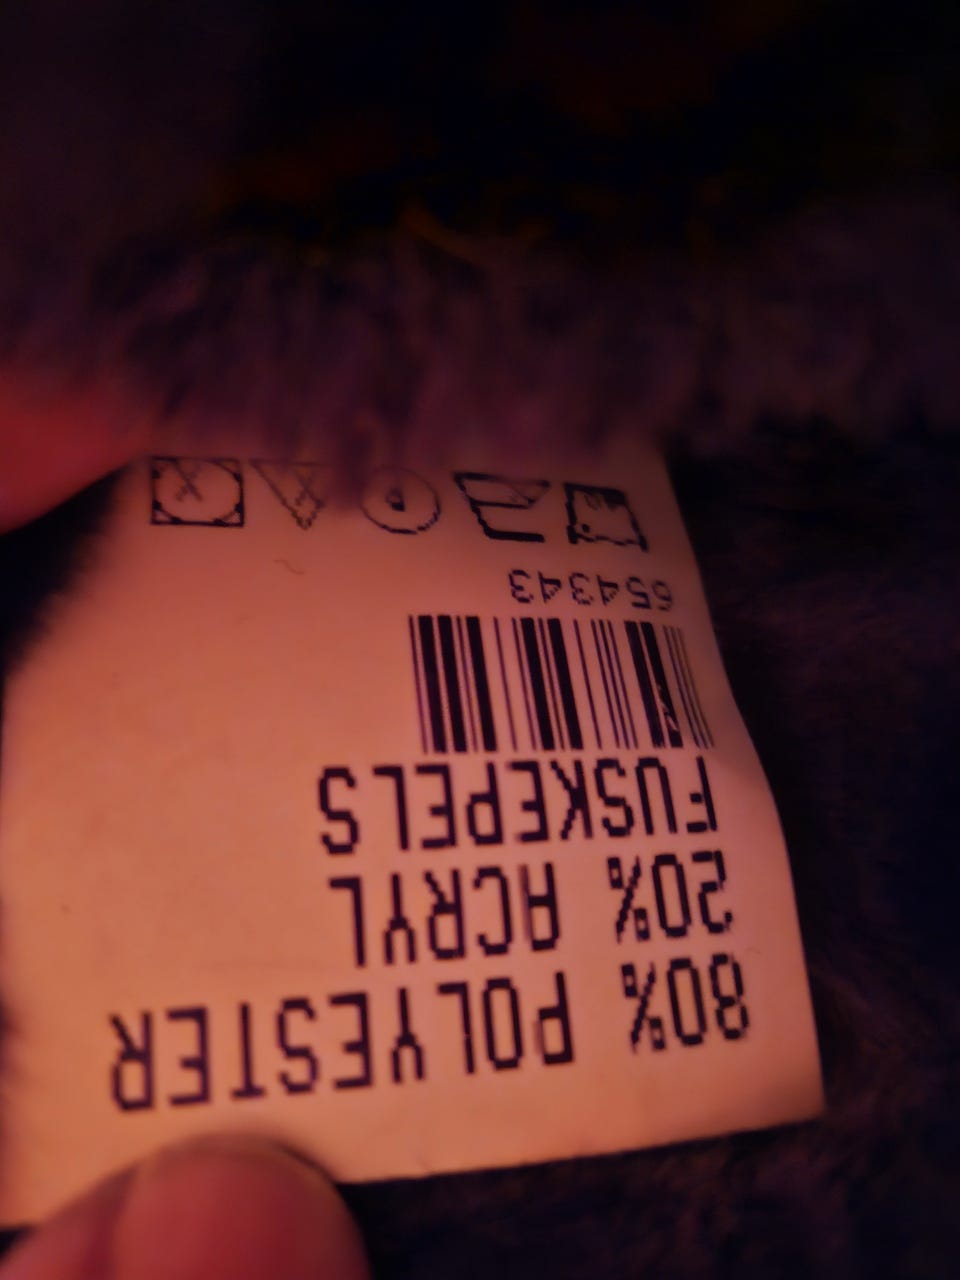 80% POLYESTER
20% ACRYL
FUSKEPELS
654343